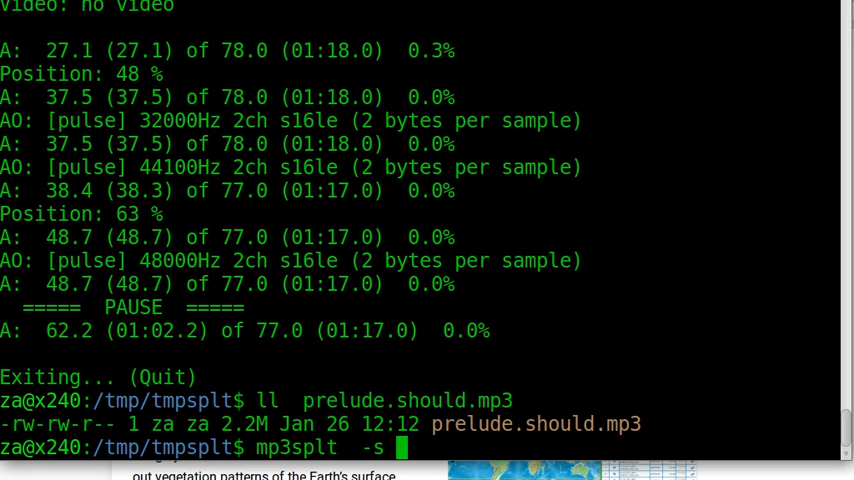 Video: no video
A:  27.1 (27.1) of 78.0 (01:18.0)  0.3%
Position: 48 %
A:  37.5 (37.5) of 78.0 (01:18.0)  0.0%
AO: [pulse] 32000Hz 2ch s16le (2 bytes per sample)
A:  37.5 (37.5) of 78.0 (01:18.0)  0.0%
AO: [pulse] 44100Hz 2ch s16le (2 bytes per sample)
A:  38.4 (38.3) of 77.0 (01:17.0)  0.0%
Position: 63 %
A:  48.7 (48.7) of 77.0 (01:17.0)  0.0%
AO: [pulse] 48000Hz 2ch s16le (2 bytes per sample)
A:  48.7 (48.7) of 77.0 (01:17.0)  0.0%
  =====  PAUSE  =====
A:  62.2 (01:02.2) of 77.0 (01:17.0)  0.0%
Exiting... (Quit)
za@x240:/tmp/tmpsplt$ ll  prelude.should.mp3
-rw-rw-r-- 1 za za 2.2M Jan 26 12:12 prelude.should.mp3
za@x240:/tmp/tmpsplt$ mp3splt  -s
out vegetation patterns of the Earth's surface